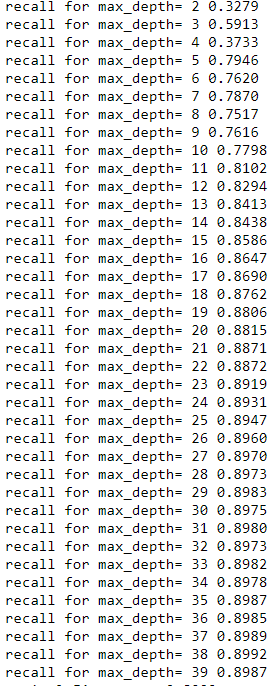 recall for max_depth= 2 0.3279
recall for max_depth= 3 0.5913
recall for max_depth= 4 0.3733
recall for max_depth= 5 0.7946
recall for max_depth= 6 0.7620
recall for max_depth= 7 0.7870
recall for max_depth= 8 0.7517
recall for max_depth= 9 0.7616
recall for max_depth= 10 0.7798
recall for max_depth= 11 0.8102
recall for max_depth= 12 0.8294
recall for max_depth= 13 0.8413
recall for max_depth= 14 0.8438
recall for max_depth= 15 0.8586
recall for max_depth= 16 0.8647
recall for max_depth= 17 0.8690
recall for max_depth= 18 0.8762
recall for max_depth= 19 0.8806
recall for max_depth= 20 0.8815
recall for max_depth= 21 0.8871
recall for max_depth= 22 0.8872
recall for max_depth= 23 0.8919
recall for max_depth= 24 0.8931
recall for max_depth= 25 0.8947
recall for max_depth= 26 0.8960
recall for max_depth= 27 0.8970
recall for max_depth= 28 0.8973
recall for max_depth= 29 0.8983
recall for max_depth= 30 0.8975
recall for max_depth= 31 0.8980
recall for max_depth= 32 0.8973
recall for max_depth= 33 0.8982
recall for max_depth= 34 0.8978
recall for max_depth= 35 0.8987
recall for max_depth= 36 0.8985
recall for max_depth= 37 0.8989
recall for max_depth= 38 0.8992
recall for max_depth= 39 0.8987